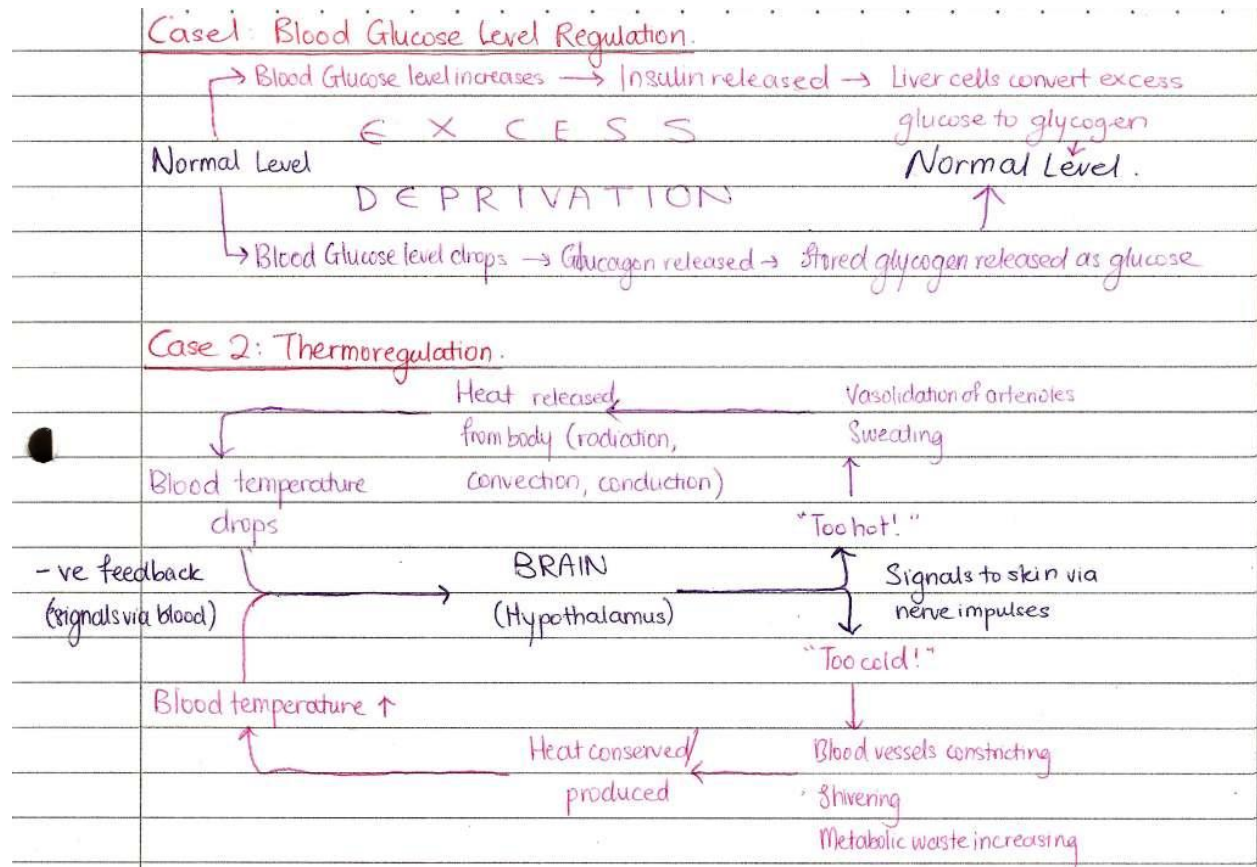 Case1: Blood Glucose Level Regulation.
→ Blood Glucose level increases → Insulin released → Liver cells convert excess
glucose to glycogen
E X C E S S
Normal Level
Normal Level.
D E P R I V A T I O N
→ Blood Glucose level drops → Glucagon released → Stored glycogen released as glucose
Case 2: Thermoregulation.
Heat released
Vasolidation of arterioles
from body (radiation,
Sweating
Blood temperature
convection, conduction)
drops
"Too hot!"
-ve feedback
BRAIN
Signals to skin via
(signals via blood)
(Hypothalamus)
nerve impulses
"Too cold!"
Blood temperature ↑
Heat conserved/
Blood vessels constricting
produced
Shivering
Metabolic waste increasing